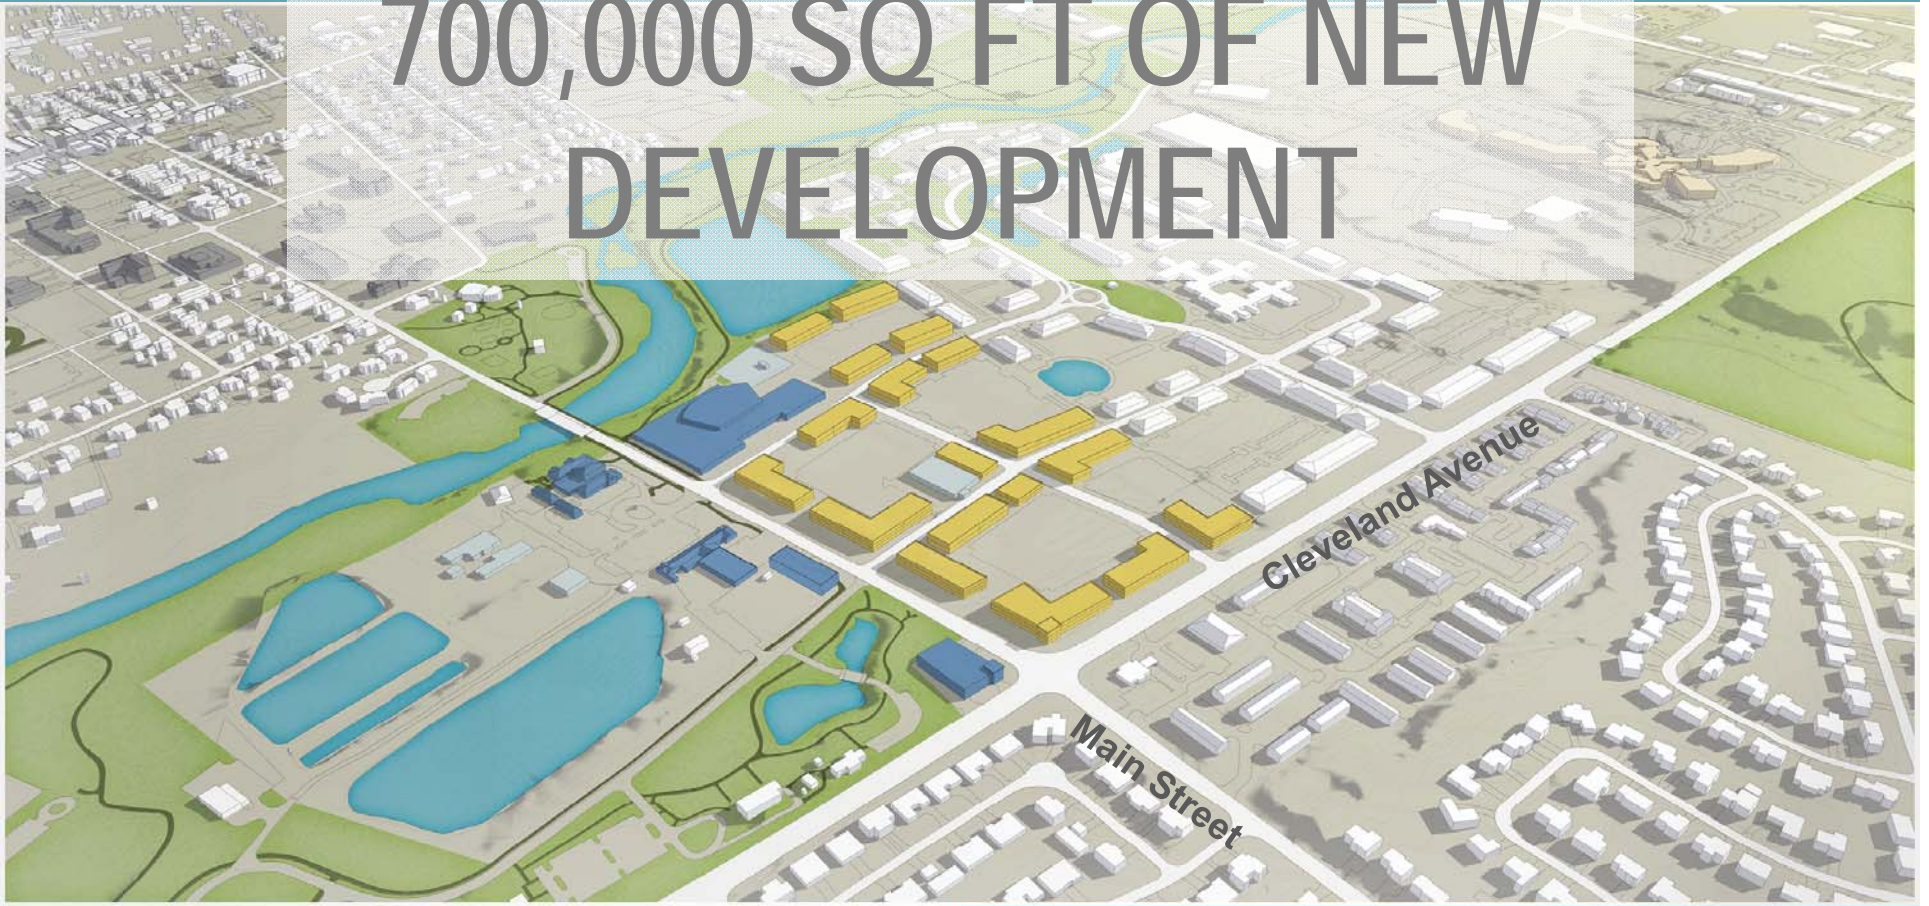 700,000 SQ FT OF NEW
DEVELOPMENT
Cleveland Avenue
Main Street